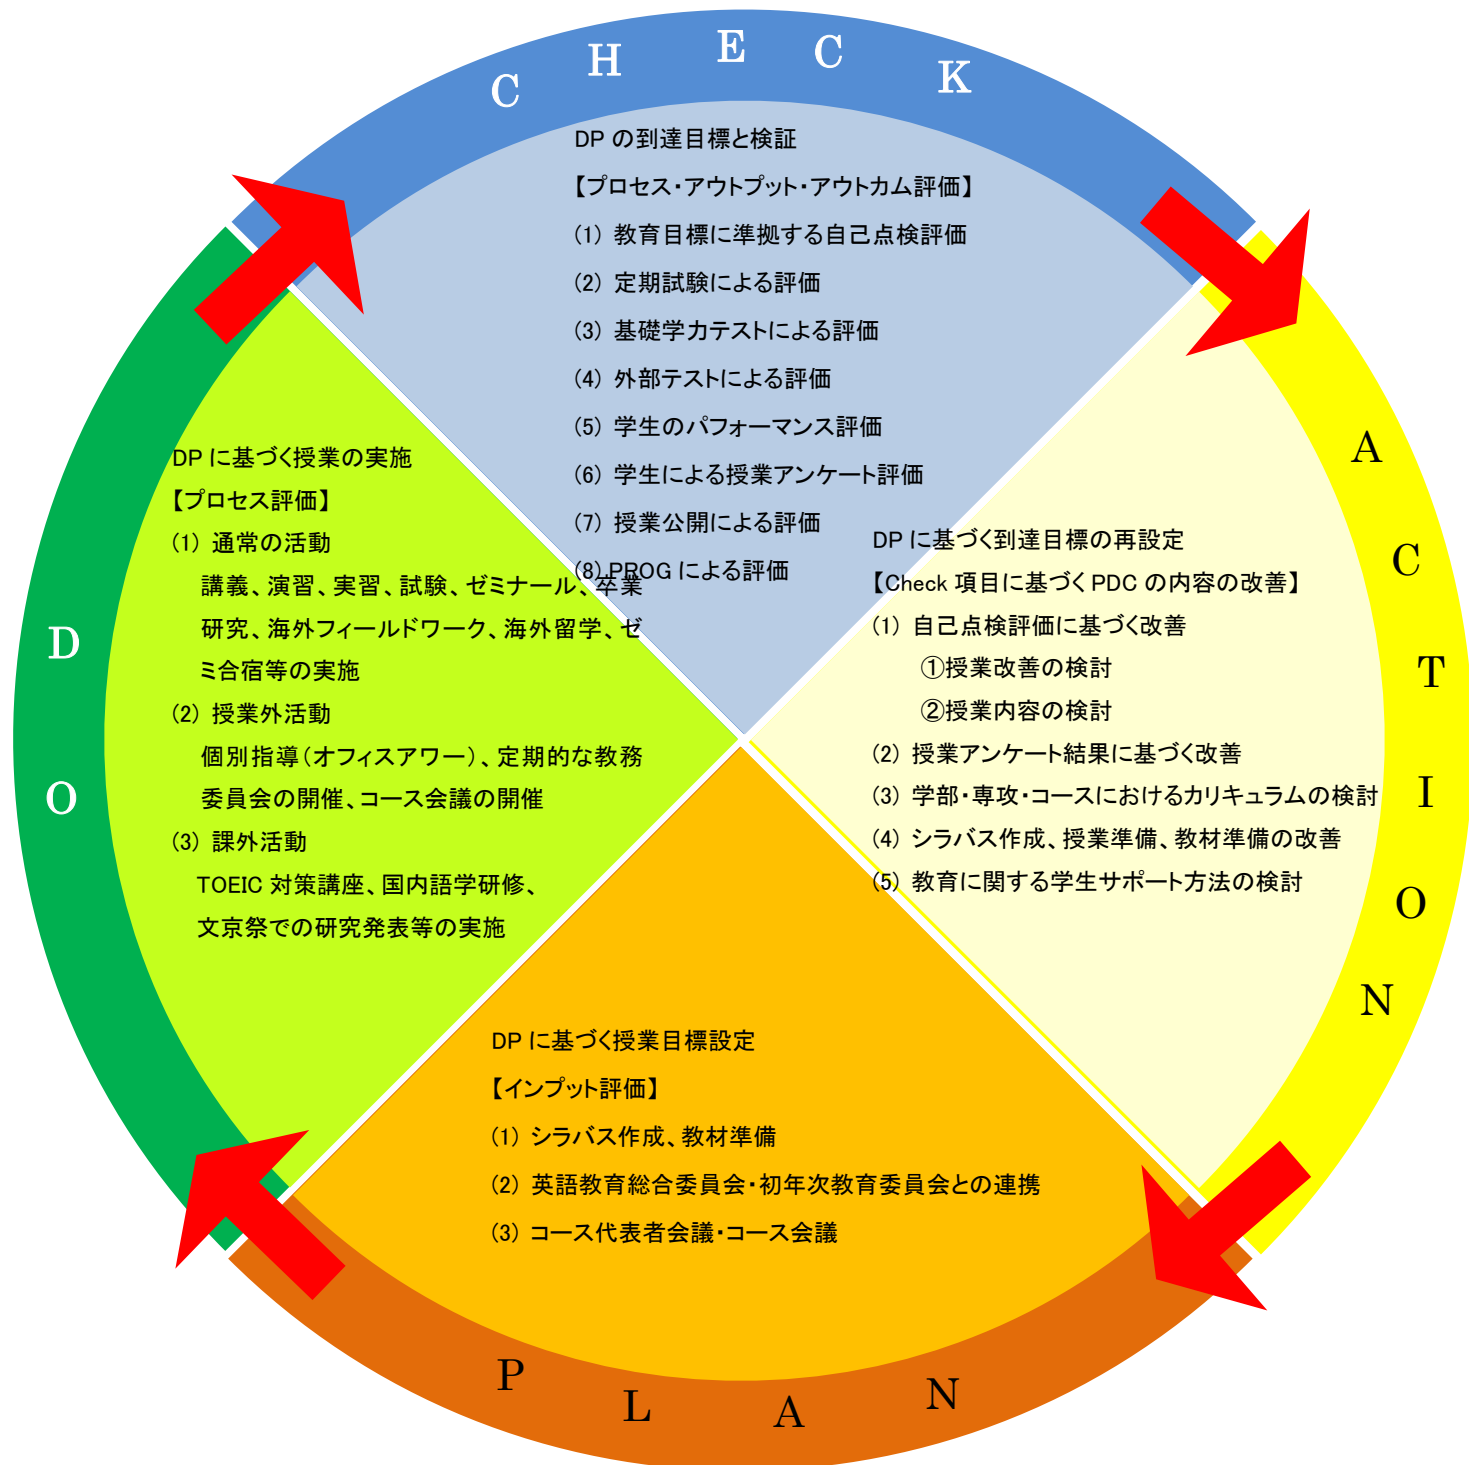 CHECK
DP の到達目標と検証
【プロセス・アウトプット・アウトカム評価】
(1) 教育目標に準拠する自己点検評価
(2) 定期試験による評価
(3) 基礎学力テストによる評価
(4) 外部テストによる評価
(5) 学生のパフォーマンス評価
(6) 学生による授業アンケート評価
(7) 授業公開による評価
(8) PROG による評価
ACTION
DP に基づく到達目標の再設定
【Check 項目に基づく PDC の内容の改善】
(1) 自己点検評価に基づく改善
①授業改善の検討
②授業内容の検討
(2) 授業アンケート結果に基づく改善
(3) 学部・専攻・コースにおけるカリキュラムの検討
(4) シラバス作成、授業準備、教材準備の改善
(5) 教育に関する学生サポート方法の検討
PLAN
DP に基づく授業目標設定
【インプット評価】
(1) シラバス作成、教材準備
(2) 英語教育総合委員会・初年次教育委員会との連携
(3) コース代表者会議・コース会議
DO
DP に基づく授業の実施
【プロセス評価】
(1) 通常の活動
講義、演習、実習、試験、ゼミナール、卒業
研究、海外フィールドワーク、海外留学、ゼ
ミ合宿等の実施
(2) 授業外活動
個別指導(オフィスアワー)、定期的な教務
委員会の開催、コース会議の開催
(3) 課外活動
TOEIC 対策講座、国内語学研修、
文京祭での研究発表等の実施